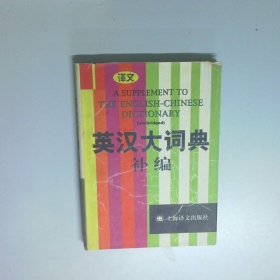 译文
A SUPPLEMENT TO
THE ENGLISH-CHINESE
DICTIONARY
(unabridged)
英汉大词典
补编
上海译文出版社